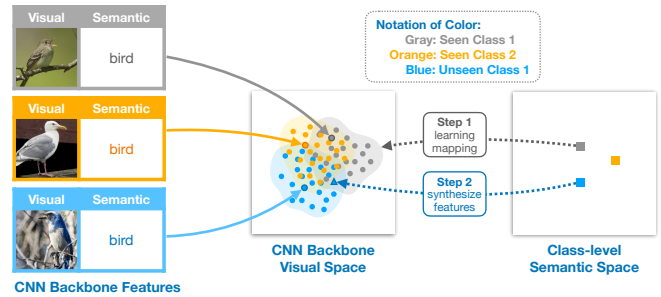 Visual Semantic
bird
Visual Semantic
bird
Visual Semantic
bird
CNN Backbone Features
Notation of Color:
Gray: Seen Class 1
Orange: Seen Class 2
Blue: Unseen Class 1
Step 1
learning
mapping
Step 2
synthesize
features
CNN Backbone
Visual Space
Class-level
Semantic Space